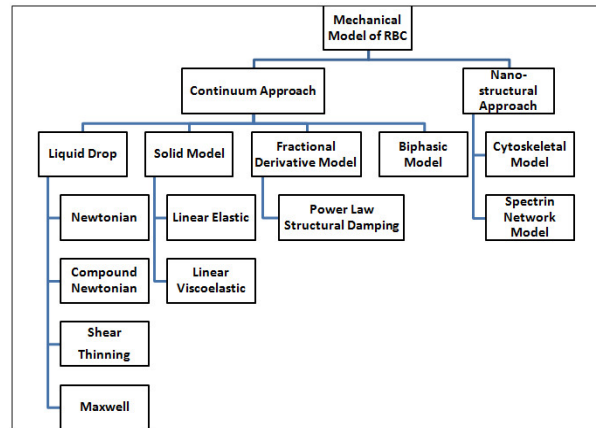 Mechanical
Model of RBC
Continuum Approach
Nano-
structural
Approach
Liquid Drop
Solid Model
Fractional
Derivative Model
Biphasic
Model
Cytoskeletal
Model
Newtonian
Linear Elastic
Power Law
Structural Damping
Spectrin
Network
Model
Compound
Newtonian
Linear
Viscoelastic
Shear
Thinning
Maxwell